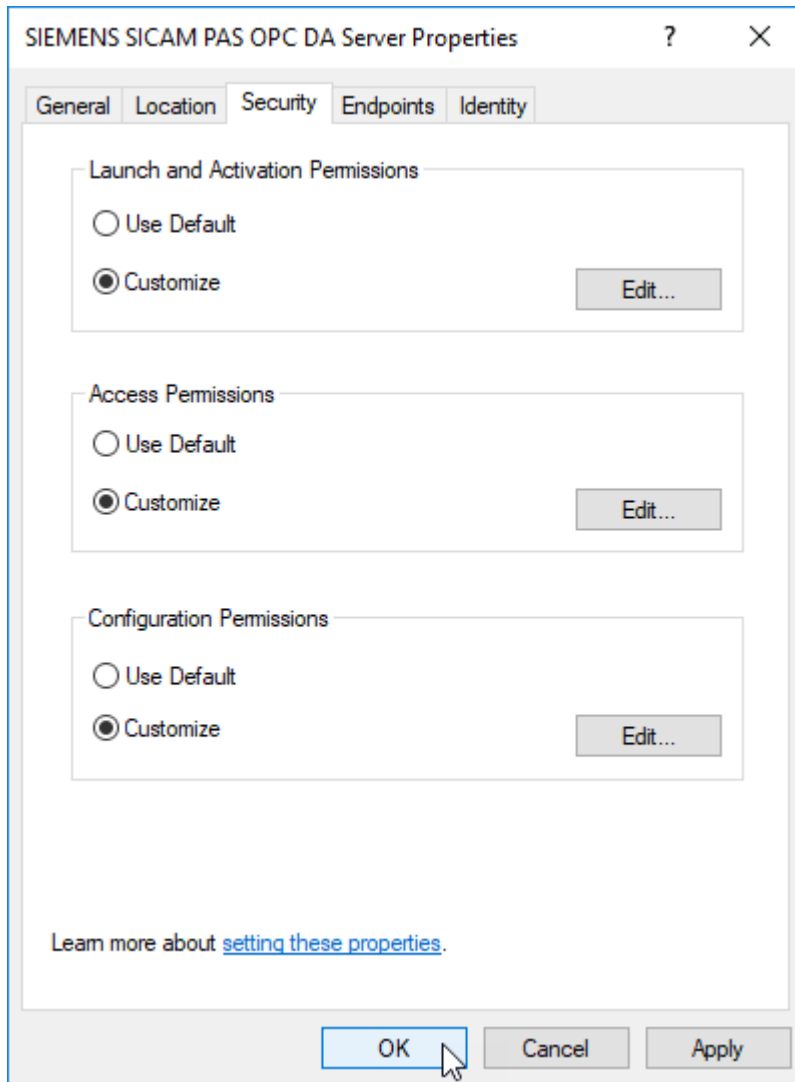 SIEMENS SICAM PAS OPC DA Server Properties ? ×
General Location Security Endpoints Identity
Launch and Activation Permissions
Use Default
Customize Edit...
Access Permissions
Use Default
Customize Edit...
Configuration Permissions
Use Default
Customize Edit...
Learn more about setting these properties.
OK Cancel Apply